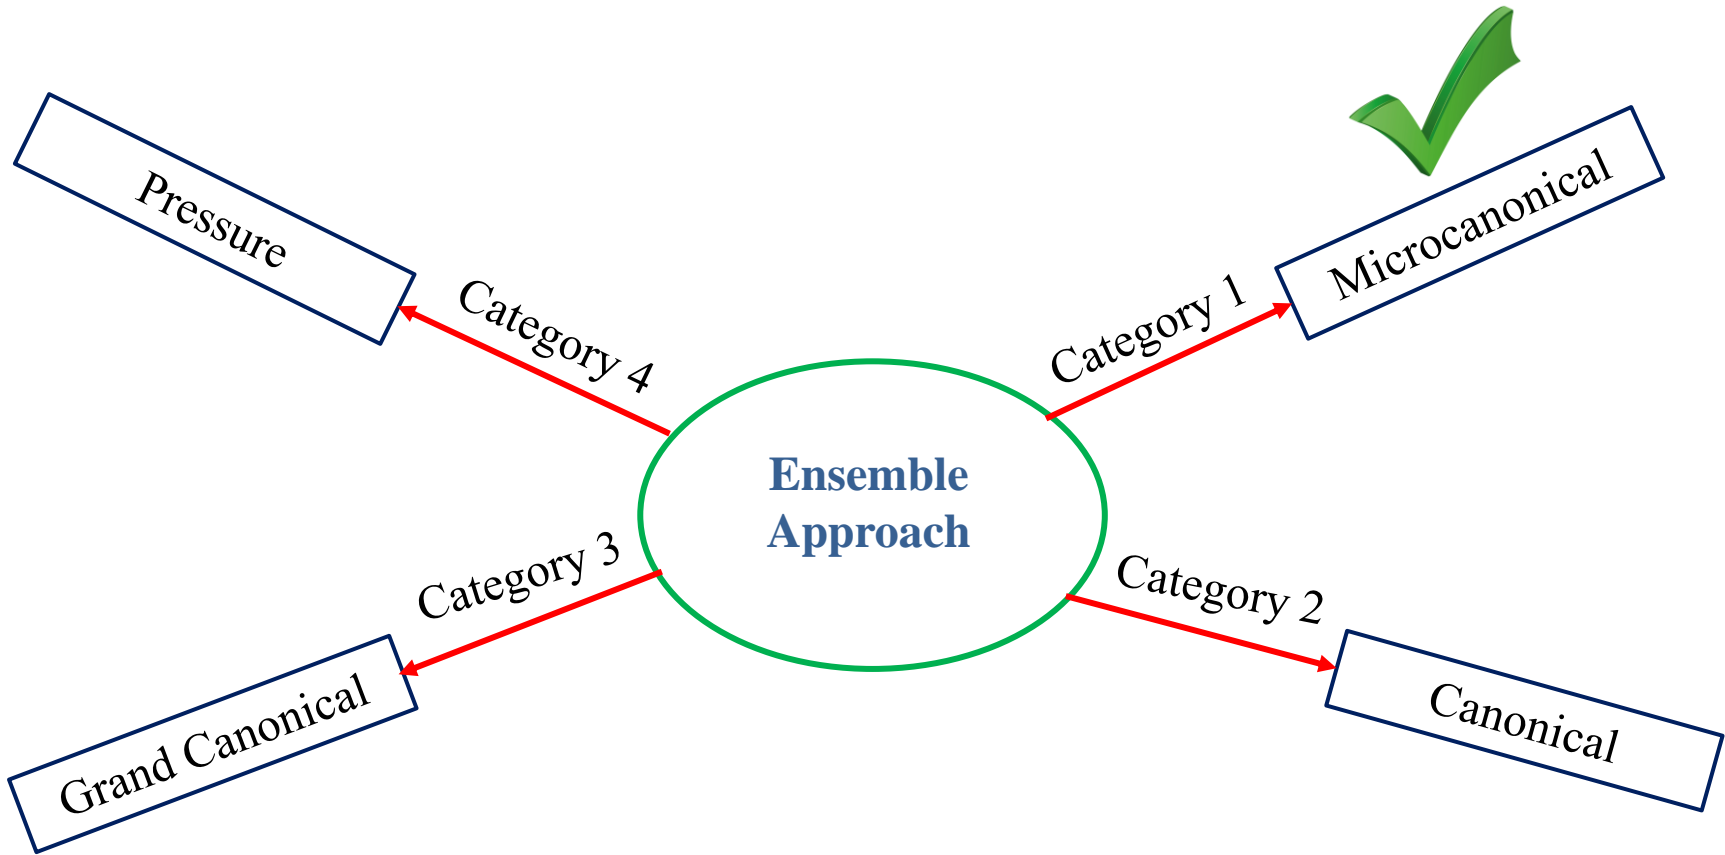 Ensemble
Approach
Category 1
Microcanonical
Category 2
Canonical
Category 3
Grand Canonical
Category 4
Pressure